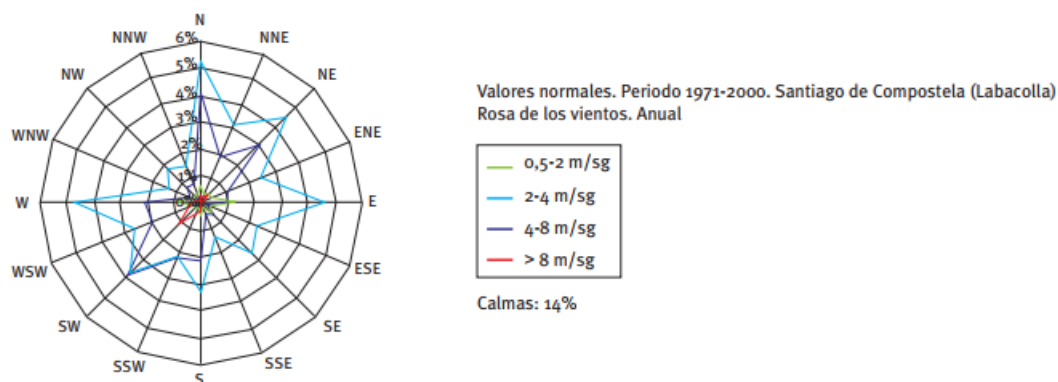 N
NNW
NNE
NW
NE
WNW
ENE
W
E
WSW
ESE
SW
SE
SSW
SSE
S
6%
5%
4%
3%
2%
1%
0%
Valores normales. Periodo 1971-2000. Santiago de Compostela (Labacolla)
Rosa de los vientos. Anual
0,5-2 m/sg
2-4 m/sg
4-8 m/sg
> 8 m/sg
Calmas: 14%